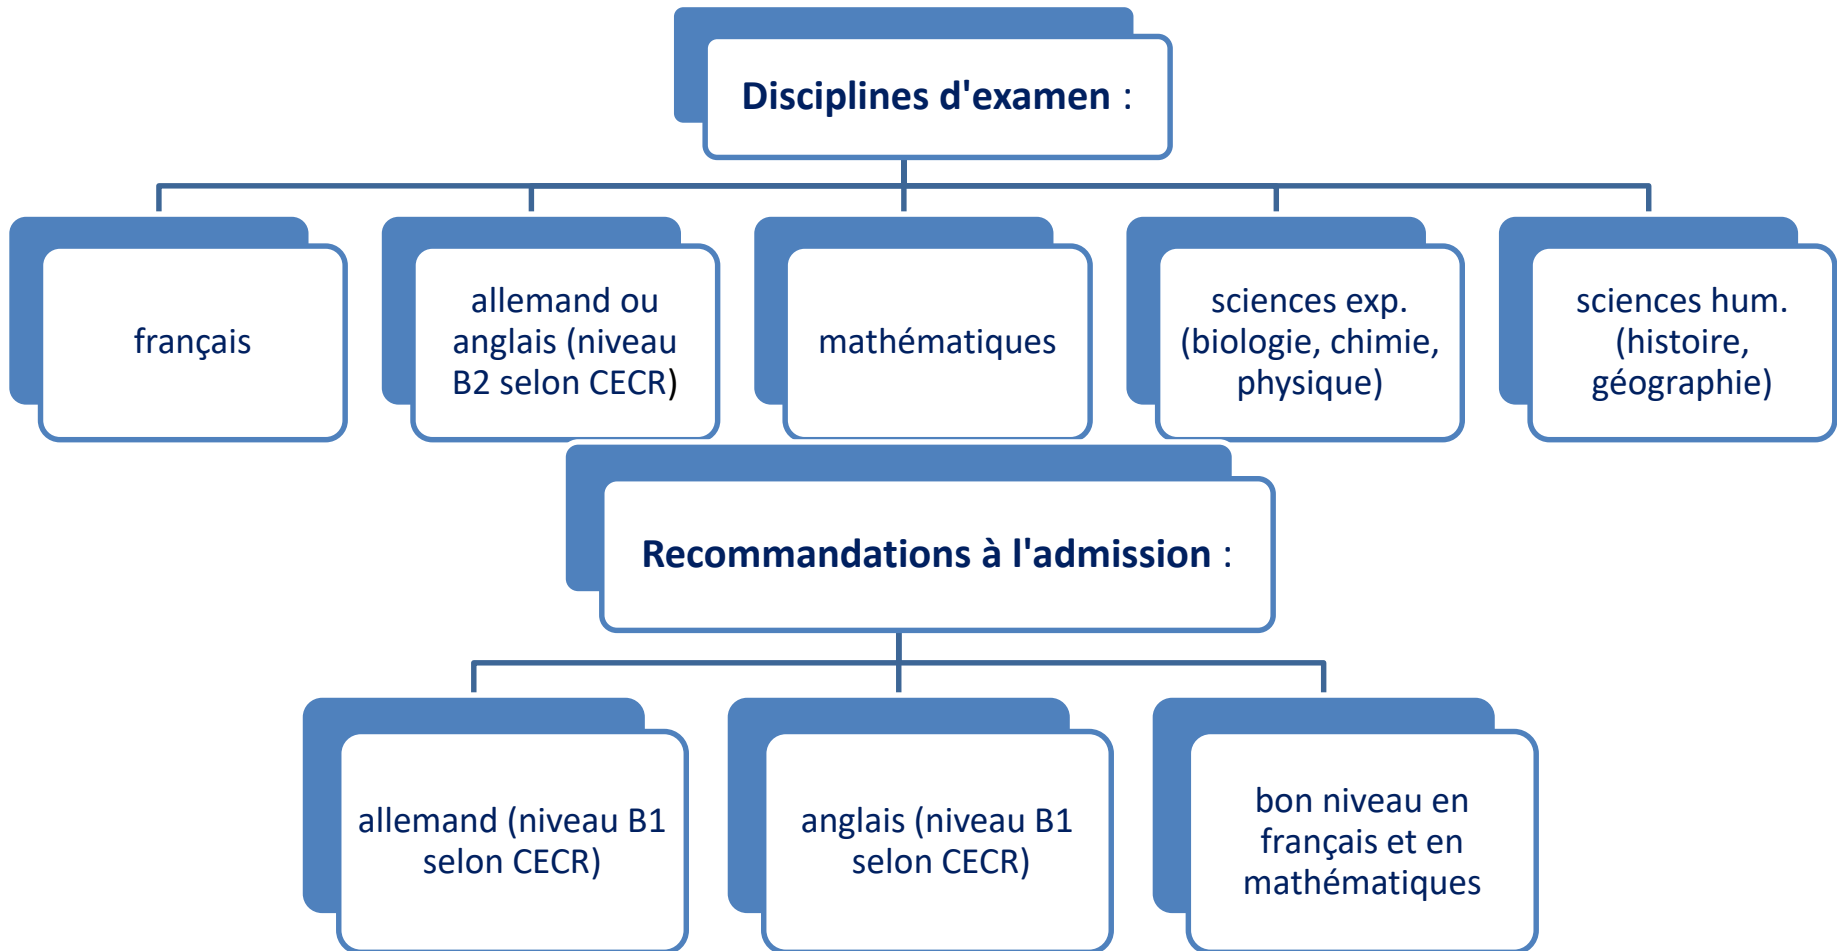 Disciplines d'examen :
français
allemand ou
anglais (niveau
B2 selon CECR)
mathématiques
sciences exp.
(biologie, chimie,
physique)
sciences hum.
(histoire,
géographie)
Recommandations à l'admission :
allemand (niveau B1
selon CECR)
anglais (niveau B1
selon CECR)
bon niveau en
français et en
mathématiques